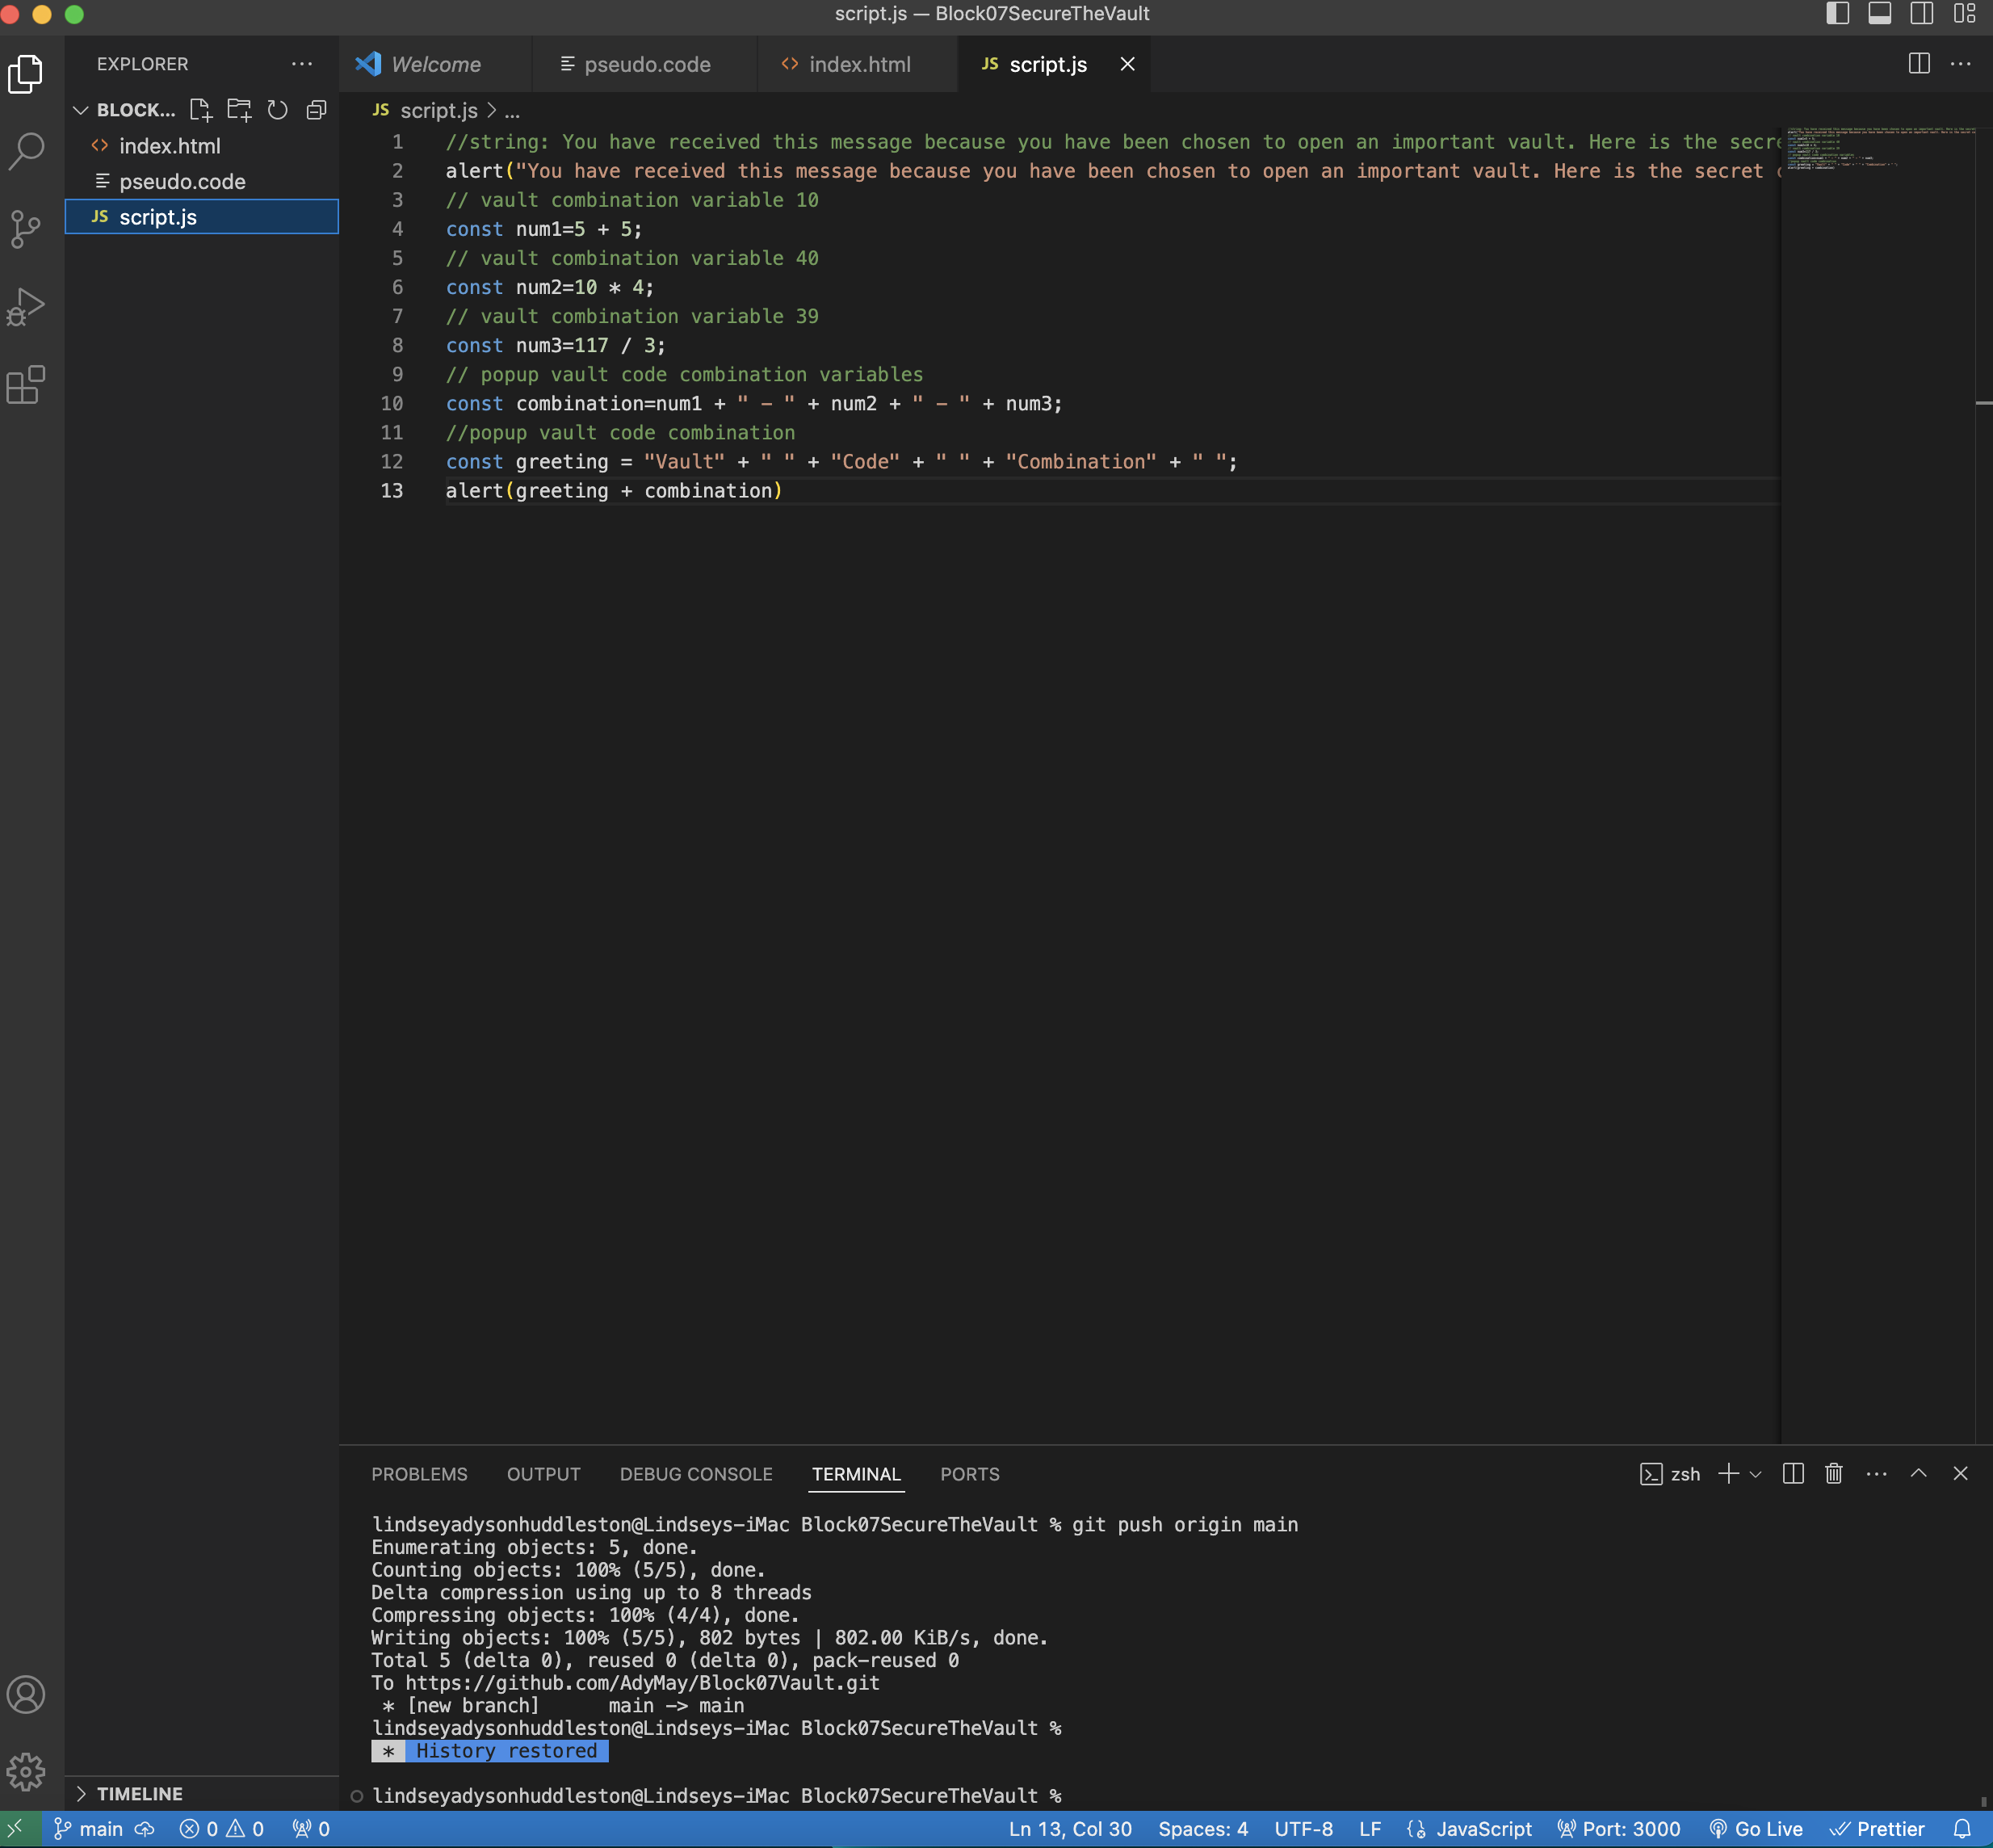 script.js — Block07SecureTheVault
EXPLORER
Welcome
pseudo.code
index.html
JS script.js
BLOCK...
index.html
pseudo.code
JS script.js
JS script.js > ...
1 //string: You have received this message because you have been chosen to open an important vault. Here is the secr
2 alert("You have received this message because you have been chosen to open an important vault. Here is the secret
3 // vault combination variable 10
4 const num1=5 + 5;
5 // vault combination variable 40
6 const num2=10 * 4;
7 // vault combination variable 39
8 const num3=117 / 3;
9 // popup vault code combination variables
10 const combination=num1 + " - " + num2 + " - " + num3;
11 //popup vault code combination
12 const greeting = "Vault" + " " + "Code" + " " + "Combination" + " ";
13 alert(greeting + combination)
PROBLEMS OUTPUT DEBUG CONSOLE TERMINAL PORTS
zsh
lindseyadysonhuddleston@Lindseys-iMac Block07SecureTheVault % git push origin main
Enumerating objects: 5, done.
Counting objects: 100% (5/5), done.
Delta compression using up to 8 threads
Compressing objects: 100% (4/4), done.
Writing objects: 100% (5/5), 802 bytes | 802.00 KiB/s, done.
Total 5 (delta 0), reused 0 (delta 0), pack-reused 0
To https://github.com/AdyMay/Block07Vault.git
* [new branch] main -> main
lindseyadysonhuddleston@Lindseys-iMac Block07SecureTheVault %
* History restored
lindseyadysonhuddleston@Lindseys-iMac Block07SecureTheVault %
TIMELINE
main 0 0 0 Ln 13, Col 30 Spaces: 4 UTF-8 LF JavaScript Port: 3000 Go Live Prettier